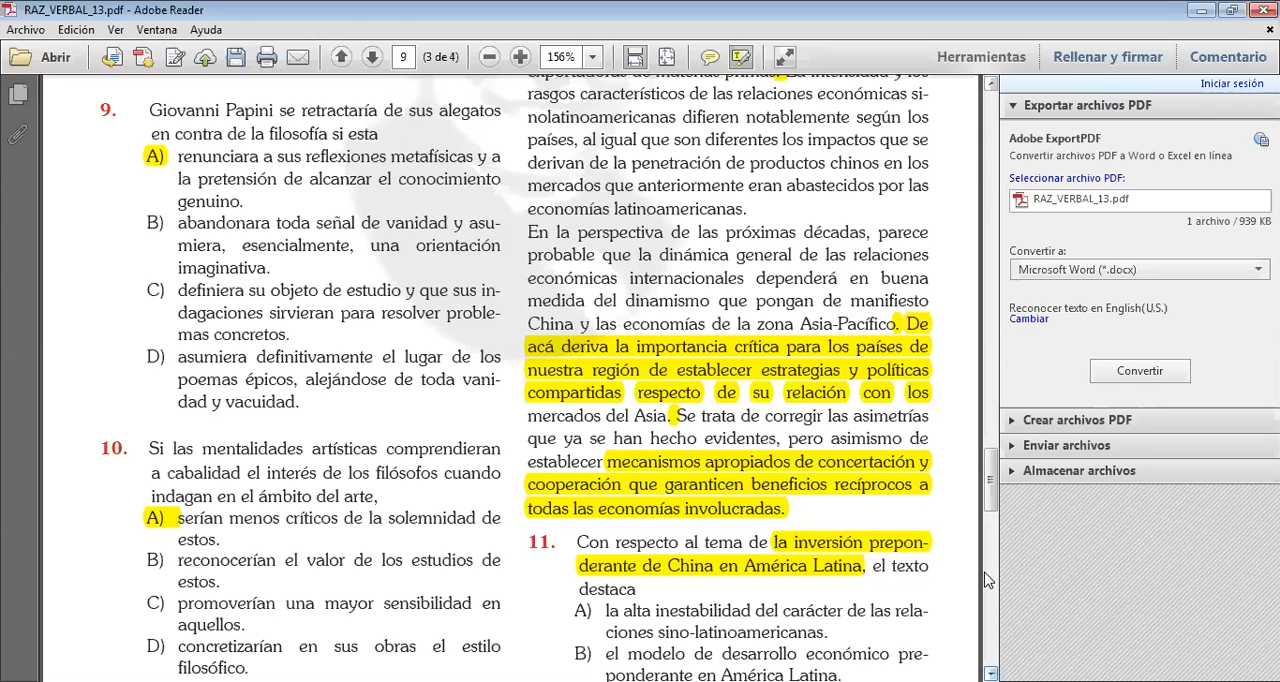 RAZ_VERBAL_13.pdf - Adobe Reader
Archivo Edición Ver Ventana Ayuda
Abrir
9 (3 de 4)
156%
Herramientas
Rellenar y firmar
Comentario
9. Giovanni Papini se retractaría de sus alegatos
en contra de la filosofía si esta
A) renunciara a sus reflexiones metafísicas y a
la pretensión de alcanzar el conocimiento
genuino.
B) abandonara toda señal de vanidad y asu-
miera, esencialmente, una orientación
imaginativa.
C) definiera su objeto de estudio y que sus in-
dagaciones sirvieran para resolver proble-
mas concretos.
D) asumiera definitivamente el lugar de los
poemas épicos, alejándose de toda vani-
dad y vacuidad.
10. Si las mentalidades artísticas comprendieran
a cabalidad el interés de los filósofos cuando
indagan en el ámbito del arte,
A) serían menos críticos de la solemnidad de
estos.
B) reconocerían el valor de los estudios de
estos.
C) promoverían una mayor sensibilidad en
aquellos.
D) concretizarían en sus obras el estilo
filosófico.
exportadoras de materias primas. La intensidad y los
rasgos característicos de las relaciones económicas si-
nolatinoamericanas difieren notablemente según los
países, al igual que son diferentes los impactos que se
derivan de la penetración de productos chinos en los
mercados que anteriormente eran abastecidos por las
economías latinoamericanas.
En la perspectiva de las próximas décadas, parece
probable que la dinámica general de las relaciones
económicas internacionales dependerá en buena
medida del dinamismo que pongan de manifiesto
China y las economías de la zona Asia-Pacífico. De
acá deriva la importancia crítica para los países de
nuestra región de establecer estrategias y políticas
compartidas respecto de su relación con los
mercados del Asia. Se trata de corregir las asimetrías
que ya se han hecho evidentes, pero asimismo de
establecer mecanismos apropiados de concertación y
cooperación que garanticen beneficios recíprocos a
todas las economías involucradas.
11. Con respecto al tema de la inversión prepon-
derante de China en América Latina, el texto
destaca
A) la alta inestabilidad del carácter de las rela-
ciones sino-latinoamericanas.
B) el modelo de desarrollo económico pre-
ponderante en América Latina.
Iniciar sesión
Exportar archivos PDF
Adobe ExportPDF
Convertir archivos PDF a Word o Excel en línea
Seleccionar archivo PDF:
RAZ_VERBAL_13.pdf
1 archivo / 939 KB
Convertir a:
Microsoft Word (*.docx)
Reconocer texto en English(U.S.)
Cambiar
Convertir
Crear archivos PDF
Enviar archivos
Almacenar archivos